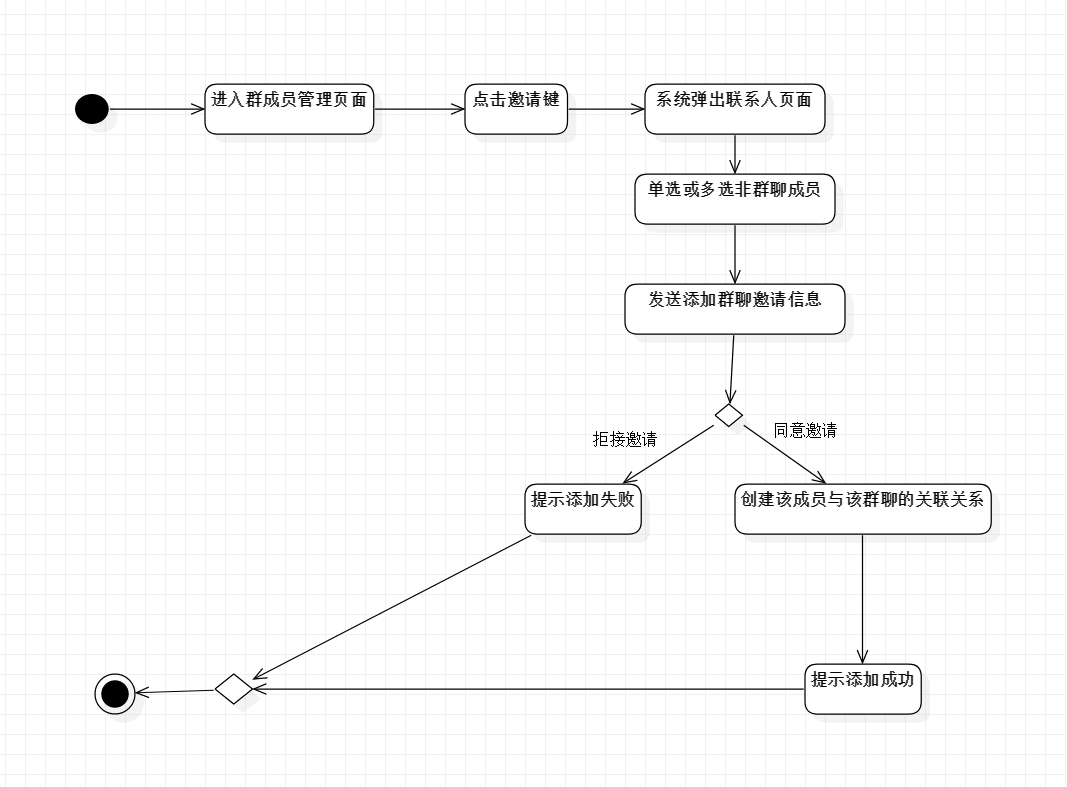 进入群成员管理页面
点击邀请键
系统弹出联系人页面
单选或多选非群聊成员
发送添加群聊邀请信息
拒接邀请
同意邀请
提示添加失败
创建该成员与该群聊的关联关系
提示添加成功